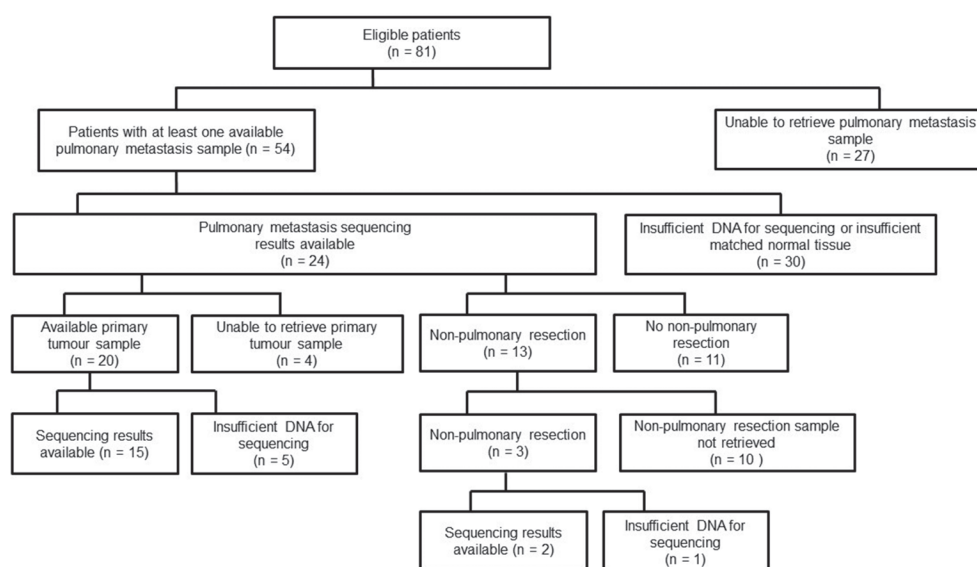 Eligible patients
(n = 81)
Patients with at least one available
pulmonary metastasis sample (n = 54)
Unable to retrieve pulmonary metastasis
sample
(n = 27)
Pulmonary metastasis sequencing
results available
(n = 24)
Insufficient DNA for sequencing or insufficient
matched normal tissue
(n = 30)
Available primary
tumour sample
(n = 20)
Unable to retrieve primary
tumour sample
(n = 4)
Non-pulmonary resection
(n = 13)
No non-pulmonary
resection
(n = 11)
Sequencing results
available (n = 15)
Insufficient DNA for
sequencing
(n = 5)
Non-pulmonary resection
(n = 3)
Non-pulmonary resection sample
not retrieved
(n = 10 )
Sequencing results
available (n = 2)
Insufficient DNA for
sequencing
(n = 1)